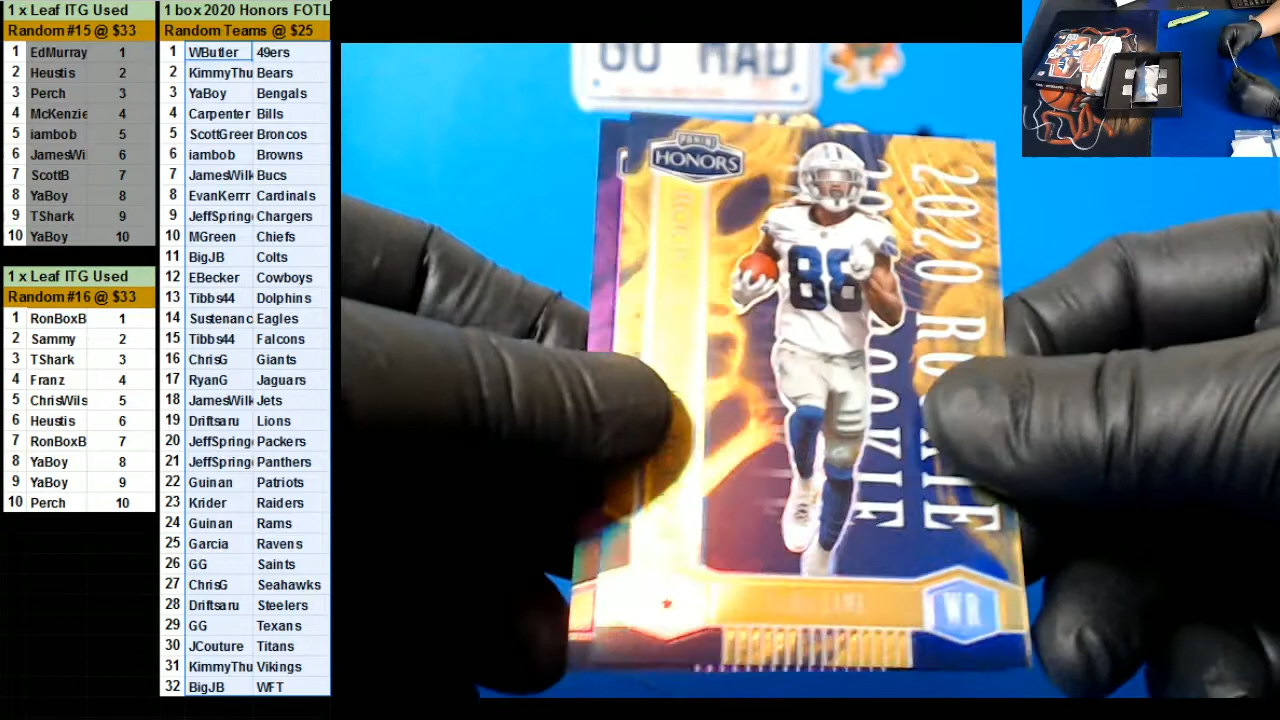 1 x Leaf ITG Used
Random #15 @ $33
1 EdMurray 1
2 Heustis 2
3 Perch 3
4 McKenzie 4
5 iambob 5
6 JamesWi 6
7 ScottB 7
8 YaBoy 8
9 TShark 9
10 YaBoy 10
1 x Leaf ITG Used
Random #16 @ $33
1 RonBoxB 1
2 Sammy 2
3 TShark 3
4 Franz 4
5 ChrisWils 5
6 Heustis 6
7 RonBoxB 7
8 YaBoy 8
9 YaBoy 9
10 Perch 10
1 box 2020 Honors FOTL
Random Teams @ $25
1 WButler 49ers
2 KimmyThu Bears
3 YaBoy Bengals
4 Carpenter Bills
5 ScottGreen Broncos
6 iambob Browns
7 JamesWilk Bucs
8 EvanKerrr Cardinals
9 JeffSpring Chargers
10 MGreen Chiefs
11 BigJB Colts
12 EBecker Cowboys
13 Tibbs44 Dolphins
14 Sustenanc Eagles
15 Tibbs44 Falcons
16 ChrisG Giants
17 RyanG Jaguars
18 JamesWilk Jets
19 Driftsaru Lions
20 JeffSpring Packers
21 JeffSpring Panthers
22 Guinan Patriots
23 Krider Raiders
24 Guinan Rams
25 Garcia Ravens
26 GG Saints
27 ChrisG Seahawks
28 Driftsaru Steelers
29 GG Texans
30 JCouture Titans
31 KimmyThu Vikings
32 BigJB WFT
GO MAD
PANINI
HONORS
88
2020 ROOKIE
2020 ROOKIE
LAMB
WR